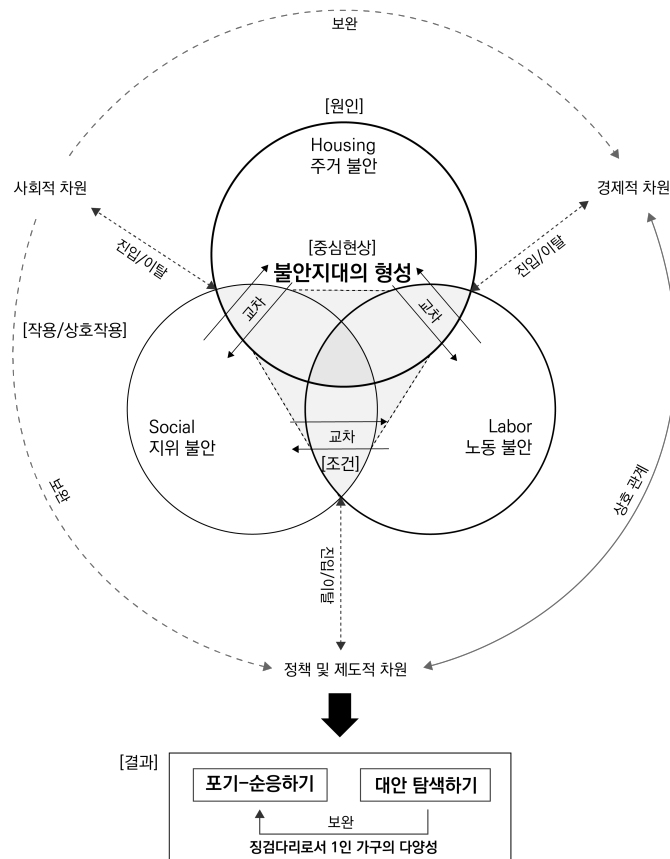 보완
[원인]
Housing
주거 불안
사회적 차원
경제적 차원
진입/이탈
진입/이탈
[중심현상]
불안지대의 형성
교차
교차
[작용/상호작용]
Social
지위 불안
Labor
노동 불안
교차
[조건]
보완
상호 관계
진입/이탈
정책 및 제도적 차원
[결과]
포기-순응하기
대안 탐색하기
보완
징검다리로서 1인 가구의 다양성